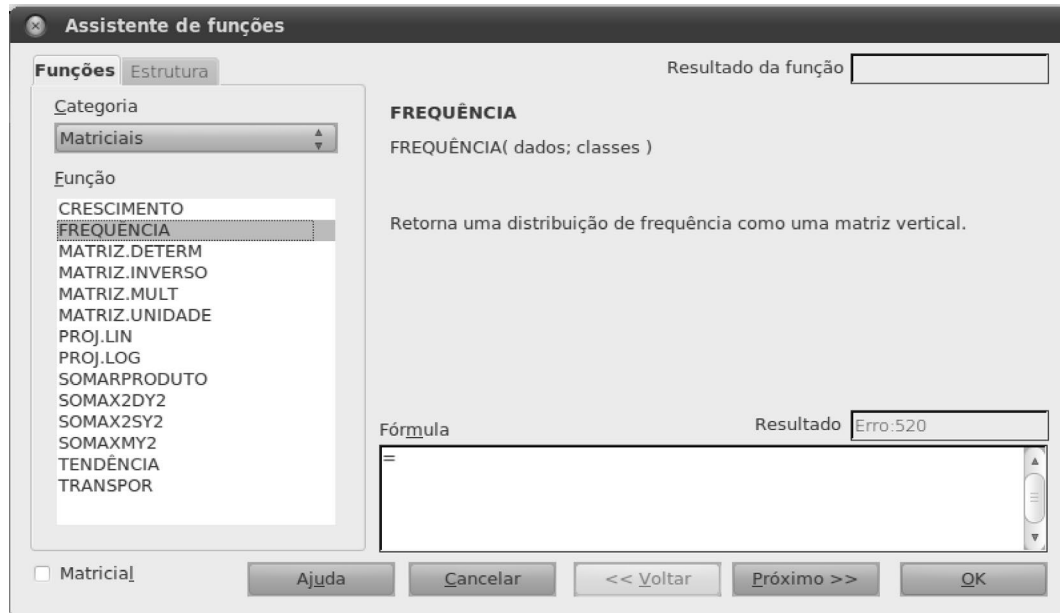 Assistente de funções
Funções Estrutura
Resultado da função
Categoria
Matriciais
Função
CRESCIMENTO
FREQUÊNCIA
MATRIZ.DETERM
MATRIZ.INVERSO
MATRIZ.MULT
MATRIZ.UNIDADE
PROJ.LIN
PROJ.LOG
SOMARPRODUTO
SOMAX2DY2
SOMAX2SY2
SOMAXMY2
TENDÊNCIA
TRANSPOR
FREQUÊNCIA
FREQUÊNCIA( dados; classes )
Retorna uma distribuição de frequência como uma matriz vertical.
Fórmula
Resultado Erro:520
=
Matricial
Ajuda Cancelar << Voltar Próximo >> OK